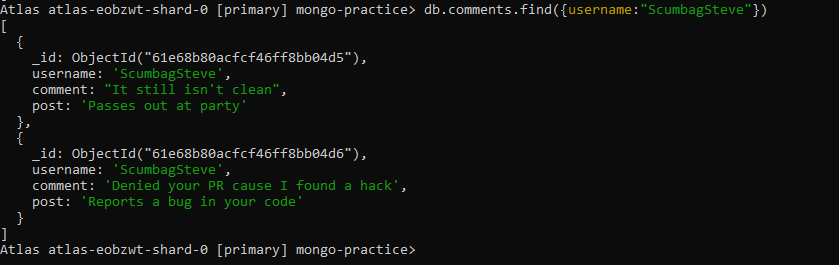 Atlas atlas-eobzwt-shard-0 [primary] mongo-practice> db.comments.find({username:"ScumbagSteve"})
[
  {
    _id: ObjectId("61e68b80acfcf46ff8bb04d5"),
    username: 'ScumbagSteve',
    comment: "It still isn't clean",
    post: 'Passes out at party'
  },
  {
    _id: ObjectId("61e68b80acfcf46ff8bb04d6"),
    username: 'ScumbagSteve',
    comment: 'Denied your PR cause I found a hack',
    post: 'Reports a bug in your code'
  }
]
Atlas atlas-eobzwt-shard-0 [primary] mongo-practice>